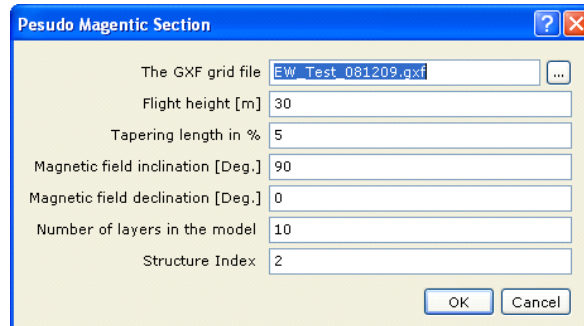 Pesudo Magentic Section
The GXF grid file EW_Test_081209.gxf ...
Flight height [m] 30
Tapering length in % 5
Magnetic field inclination [Deg.] 90
Magnetic field declination [Deg.] 0
Number of layers in the model 10
Structure Index 2
OK Cancel